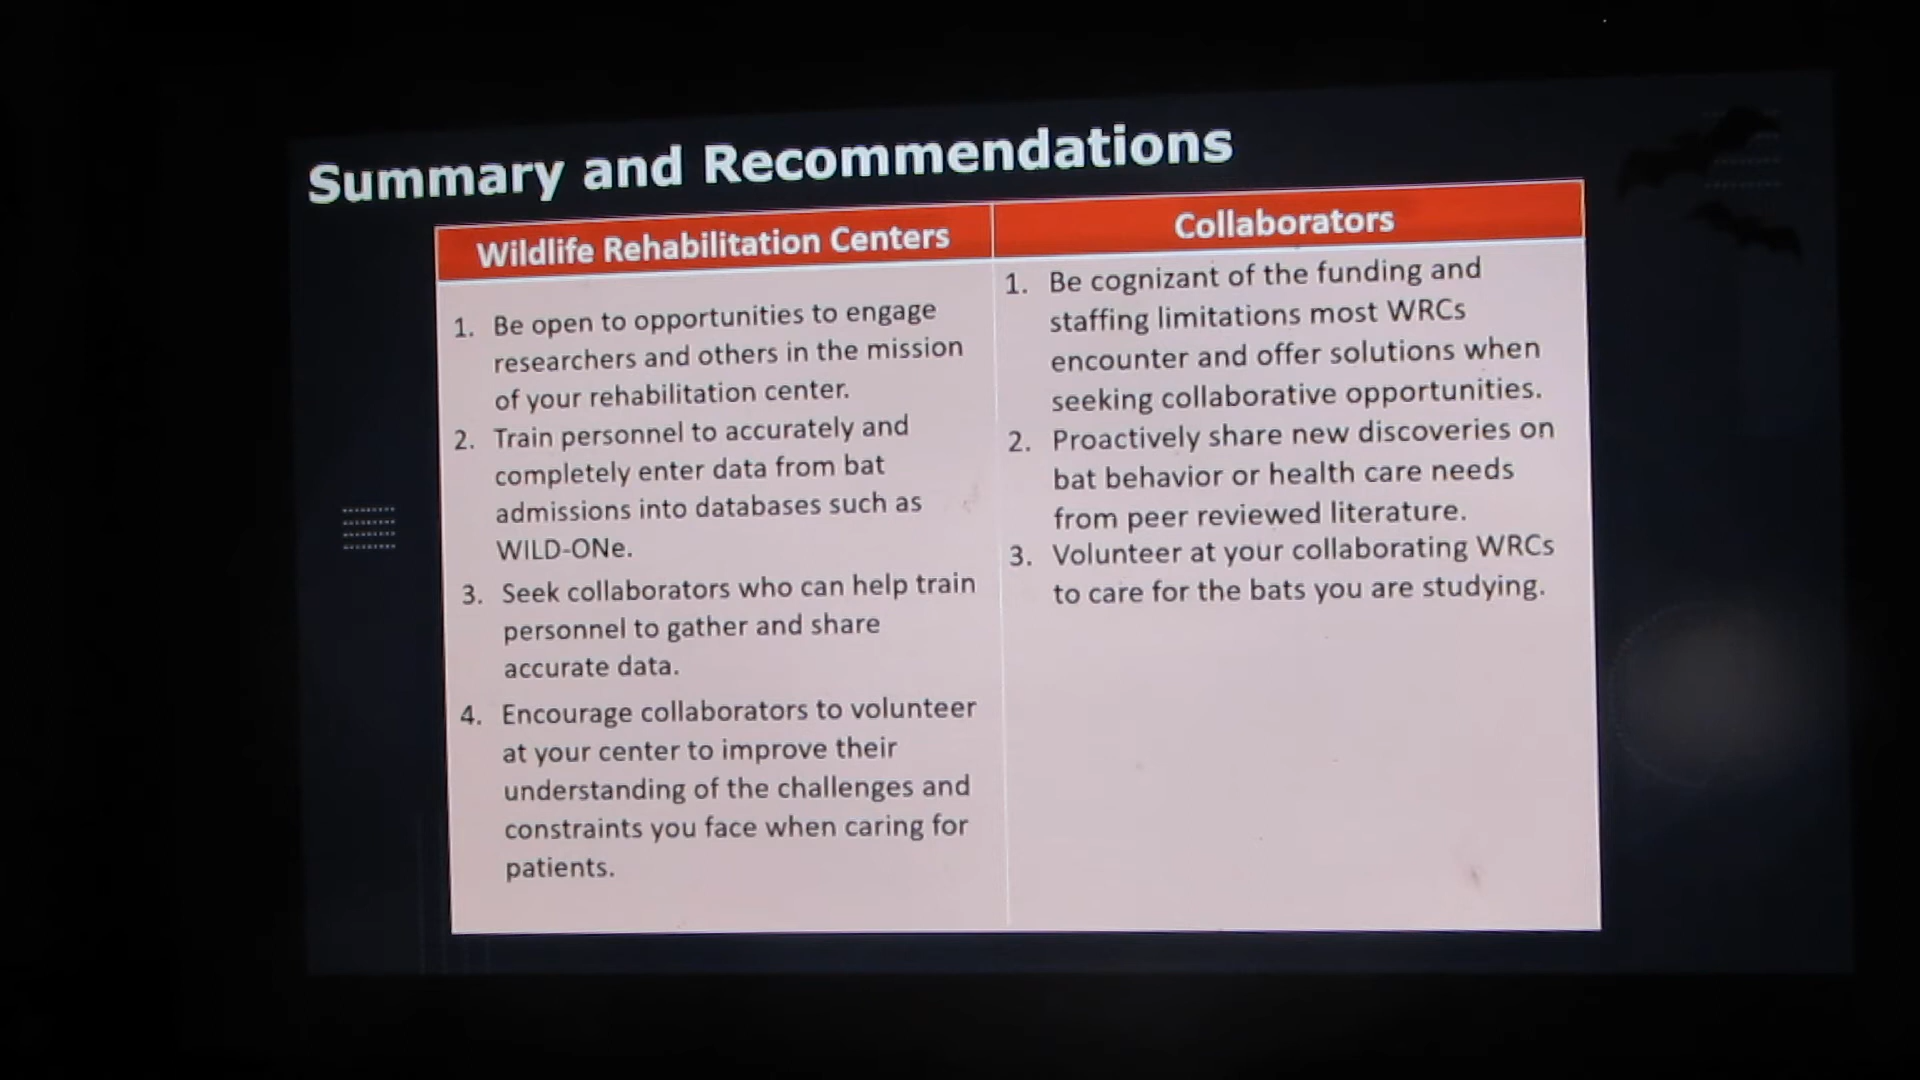 Summary and Recommendations
Wildlife Rehabilitation Centers
1. Be open to opportunities to engage
researchers and others in the mission
of your rehabilitation center.
2. Train personnel to accurately and
completely enter data from bat
admissions into databases such as
WILD-ONe.
3. Seek collaborators who can help train
personnel to gather and share
accurate data.
4. Encourage collaborators to volunteer
at your center to improve their
understanding of the challenges and
constraints you face when caring for
patients.
Collaborators
1. Be cognizant of the funding and
staffing limitations most WRCs
encounter and offer solutions when
seeking collaborative opportunities.
2. Proactively share new discoveries on
bat behavior or health care needs
from peer reviewed literature.
3. Volunteer at your collaborating WRCs
to care for the bats you are studying.